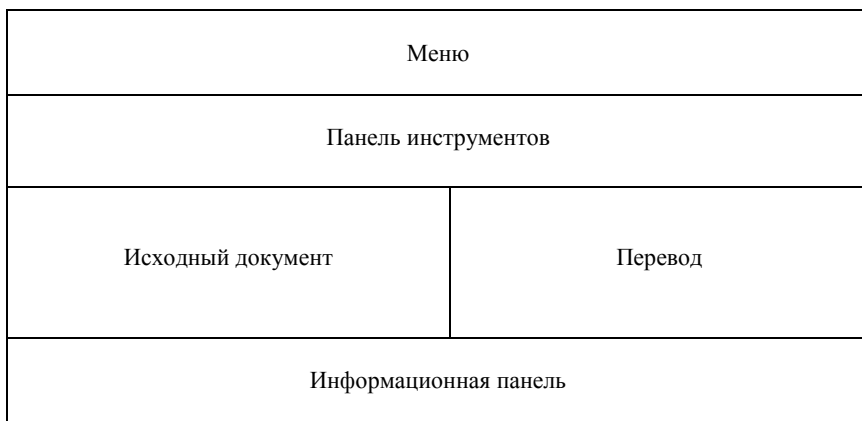 Меню
Панель инструментов
Исходный документ
Перевод
Информационная панель